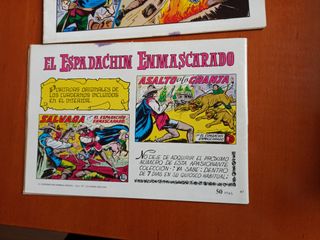 EL ESPADACHIN ENMASCARADO
PORTADAS ORIGINALES DE
LOS CUADERNOS INCLUIDOS
EN EL INTERIOR.
ASALTO A LA GRANJA
EL ESPADACHIN
ENMASCARADO
SALVADA
EL ESPADACHIN
ENMASCARADO
NO DEJE DE ADQUIRIR EL PROXIMO
NUMERO DE ESTA APASIONANTE
COLECCION: ¡YA SABE: DENTRO
DE 7 DIAS EN SU QUIOSCO HABITUAL!
50 PTAS.